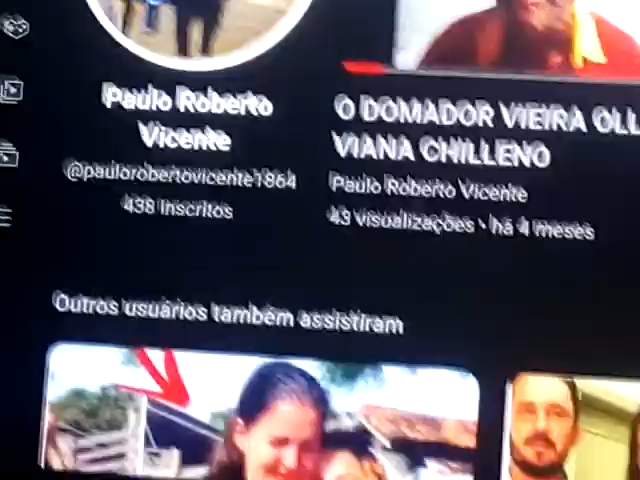 Paulo Roberto
Vicente
@paulorobertovicente1864
438 inscritos
O DOMADOR VIEIRA OLL
VIANA CHILLENO
Paulo Roberto Vicente
43 visualizações · há 4 meses
Outros usuários também assistiram